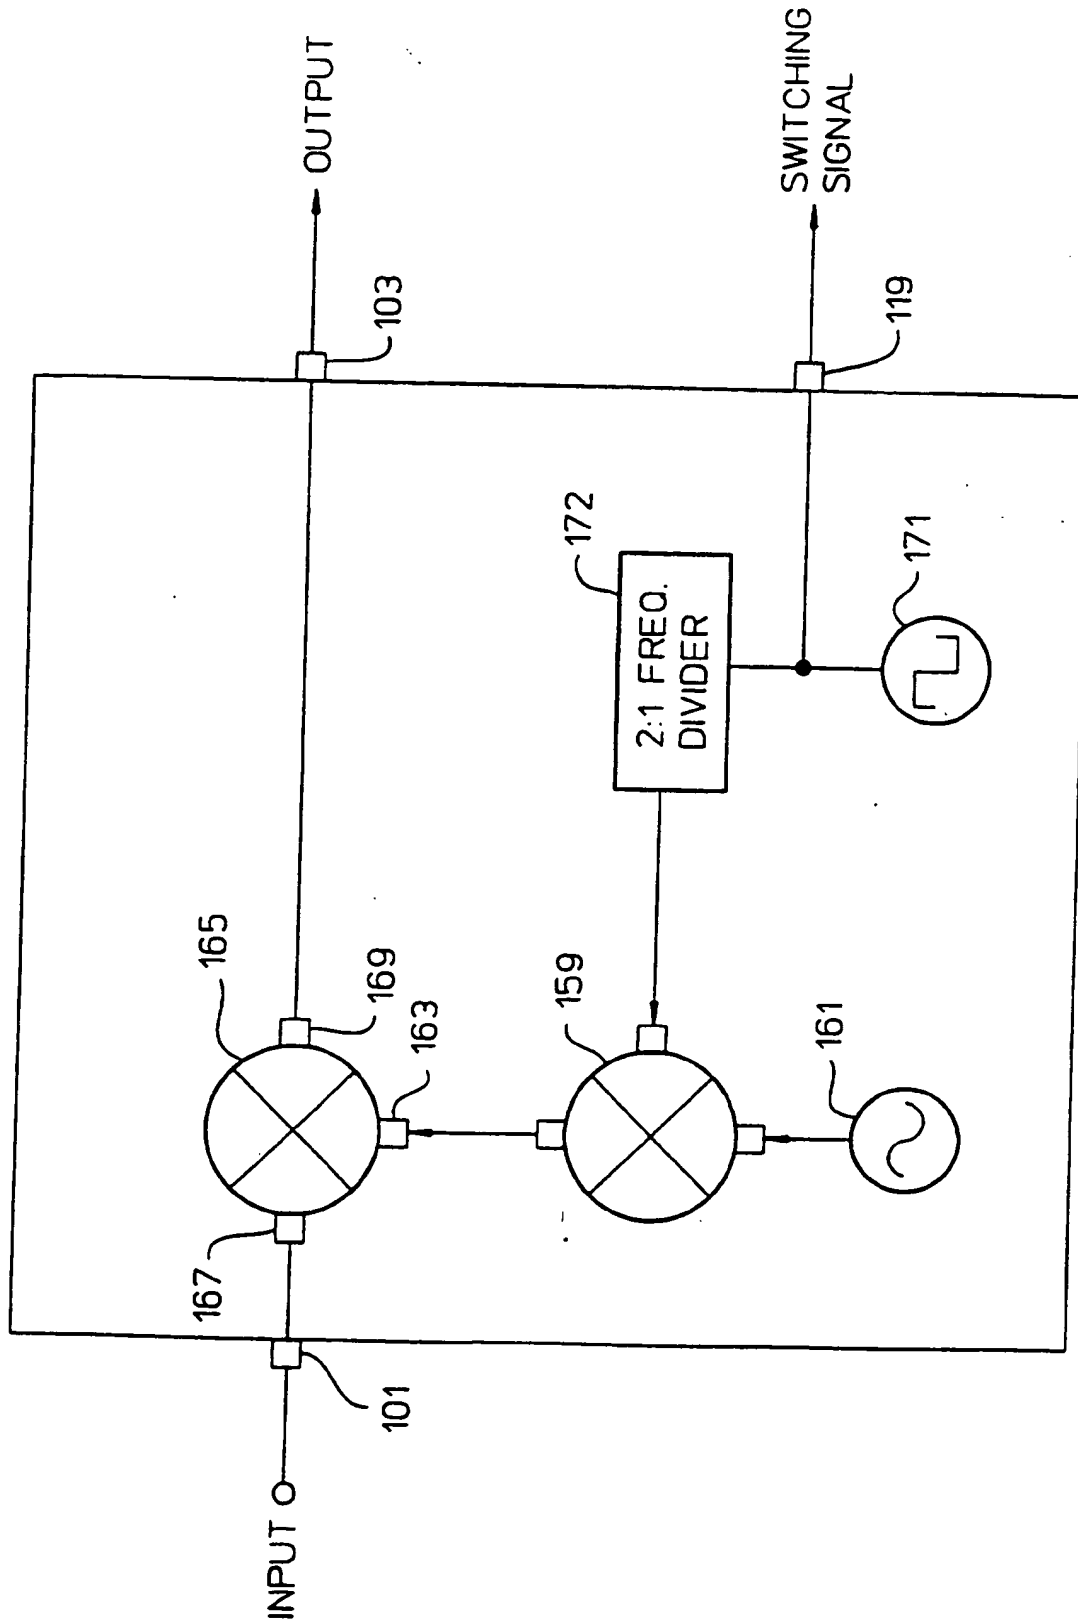 INPUT
101
167
165
169
163
103
OUTPUT
159
161
172
2:1 FREQ.
DIVIDER
171
119
SWITCHING
SIGNAL